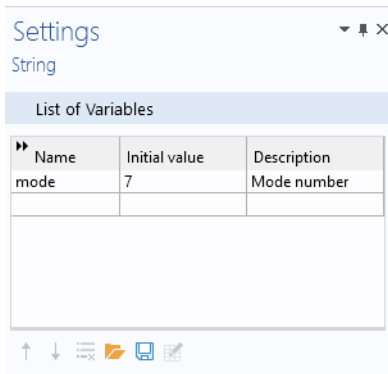 Settings
String
List of Variables
Name Initial value Description
mode 7 Mode number